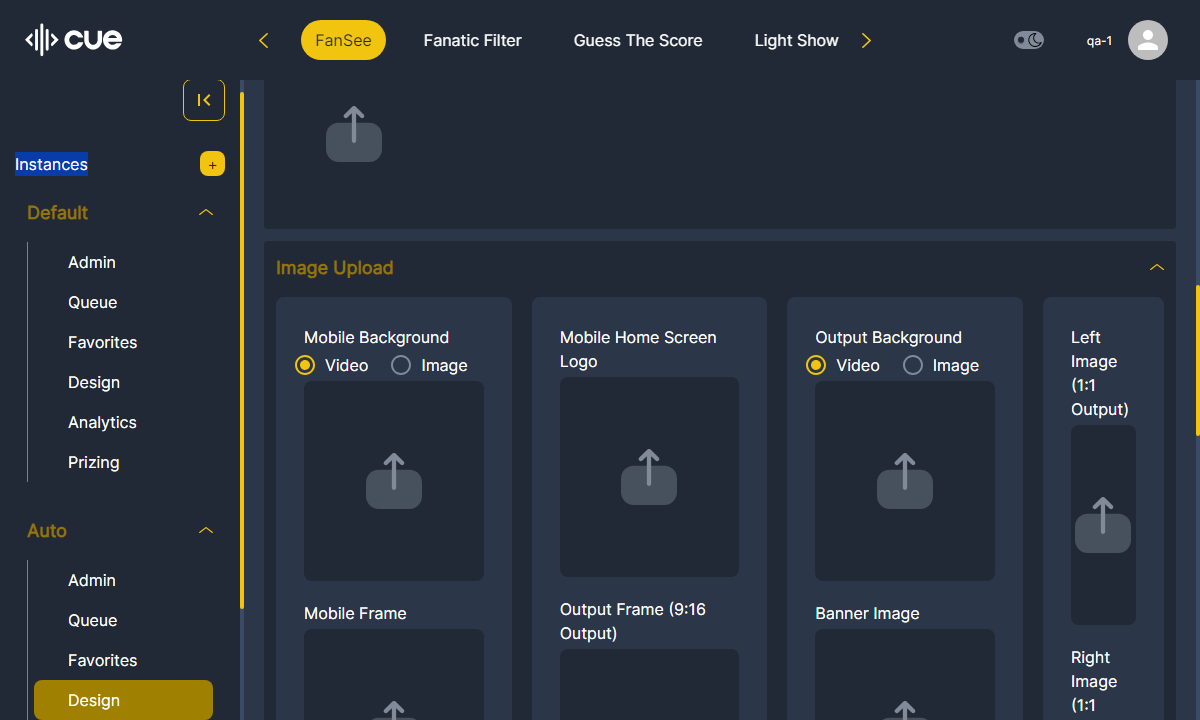 cue
FanSee
Fanatic Filter
Guess The Score
Light Show
qa-1
Instances
+
Default
Admin
Queue
Favorites
Design
Analytics
Prizing
Auto
Admin
Queue
Favorites
Design
Image Upload
Mobile Background
Video
Image
Mobile Frame
Mobile Home Screen
Logo
Output Frame (9:16
Output)
Output Background
Video
Image
Banner Image
Left
Image
(1:1
Output)
Right
Image
(1:1